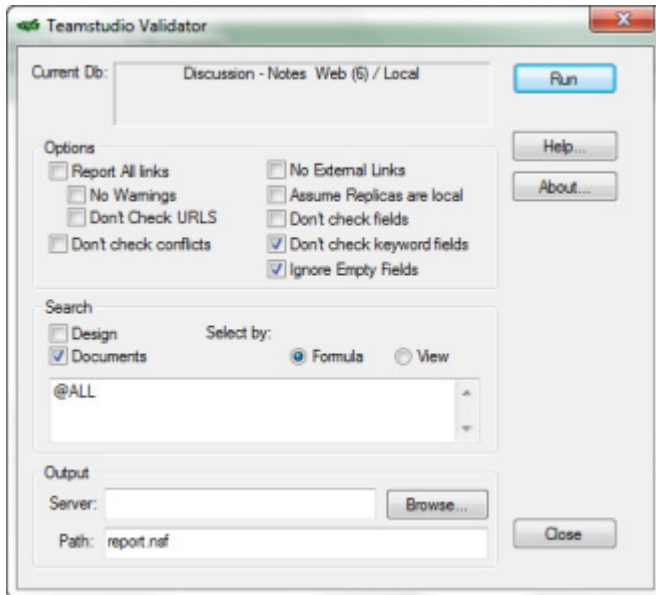 Teamstudio Validator
Current Db: Discussion - Notes Web (6) / Local
Run
Help...
About...
Options
Report All links
No External Links
No Warnings
Assume Replicas are local
Don't Check URLS
Don't check fields
Don't check conflicts
Don't check keyword fields
Ignore Empty Fields
Search
Design
Select by:
Documents
Formula
View
@ALL
Output
Server:
Browse...
Path: report.nsf
Close